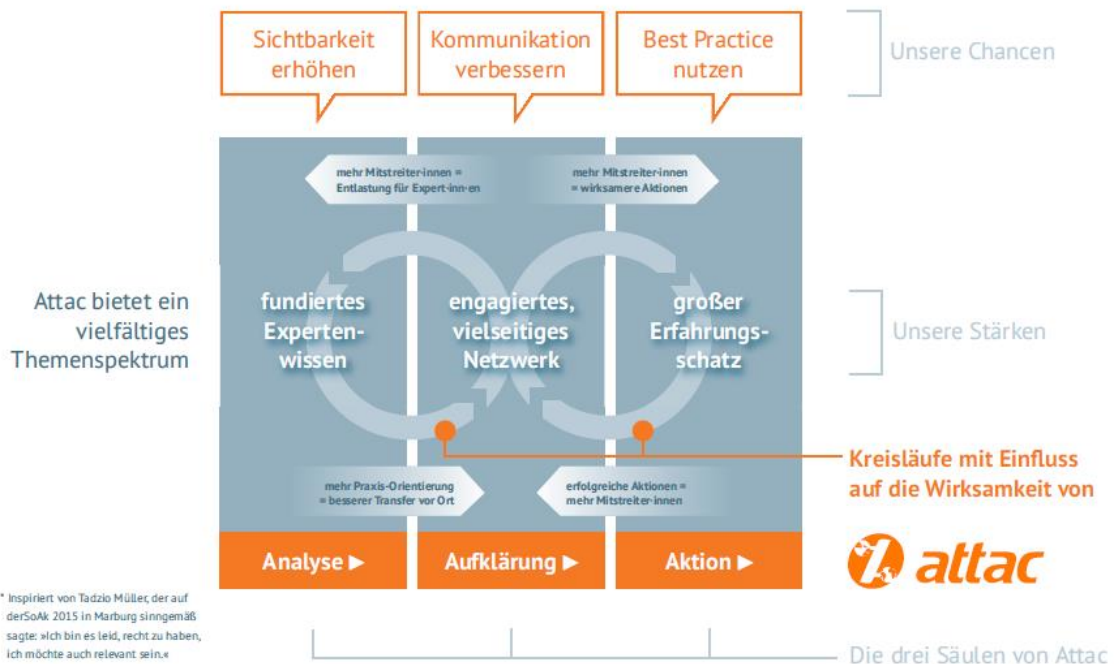 Sichtbarkeit
erhöhen
Kommunikation
verbessern
Best Practice
nutzen
Unsere Chancen
mehr Mitstreiter·innen =
Entlastung für Expert·inn·en
mehr Mitstreiter·innen
= wirksamere Aktionen
Attac bietet ein
vielfältiges
Themenspektrum
fundiertes
Experten-
wissen
engagiertes,
vielseitiges
Netzwerk
großer
Erfahrungs-
schatz
Unsere Stärken
Kreisläufe mit Einfluss
auf die Wirksamkeit von
attac
mehr Praxis-Orientierung
= besserer Transfer vor Ort
erfolgreiche Aktionen =
mehr Mitstreiter·innen
Analyse ►
Aufklärung ►
Aktion ►
* Inspiriert von Tadzio Müller, der auf
derSoAk 2015 in Marburg sinngemäß
sagte: »Ich bin es leid, recht zu haben,
ich möchte auch relevant sein.«
Die drei Säulen von Attac